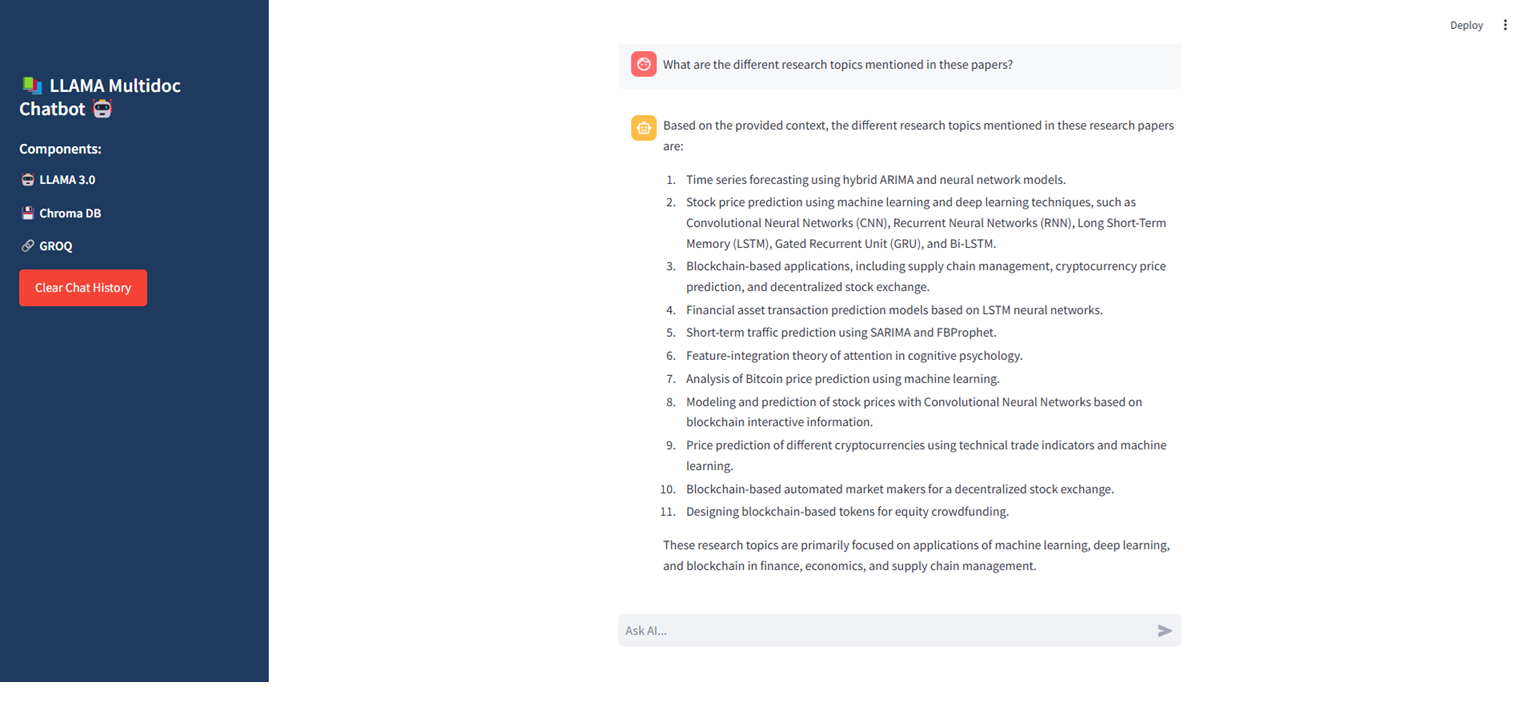 LLAMA Multidoc
Chatbot
Components:
LLAMA 3.0
Chroma DB
GROQ
Clear Chat History
Deploy
What are the different research topics mentioned in these papers?
Based on the provided context, the different research topics mentioned in these research papers
are:
1. Time series forecasting using hybrid ARIMA and neural network models.
2. Stock price prediction using machine learning and deep learning techniques, such as
Convolutional Neural Networks (CNN), Recurrent Neural Networks (RNN), Long Short-Term
Memory (LSTM), Gated Recurrent Unit (GRU), and Bi-LSTM.
3. Blockchain-based applications, including supply chain management, cryptocurrency price
prediction, and decentralized stock exchange.
4. Financial asset transaction prediction models based on LSTM neural networks.
5. Short-term traffic prediction using SARIMA and FBProphet.
6. Feature-integration theory of attention in cognitive psychology.
7. Analysis of Bitcoin price prediction using machine learning.
8. Modeling and prediction of stock prices with Convolutional Neural Networks based on
blockchain interactive information.
9. Price prediction of different cryptocurrencies using technical trade indicators and machine
learning.
10. Blockchain-based automated market makers for a decentralized stock exchange.
11. Designing blockchain-based tokens for equity crowdfunding.
These research topics are primarily focused on applications of machine learning, deep learning,
and blockchain in finance, economics, and supply chain management.
Ask AI...